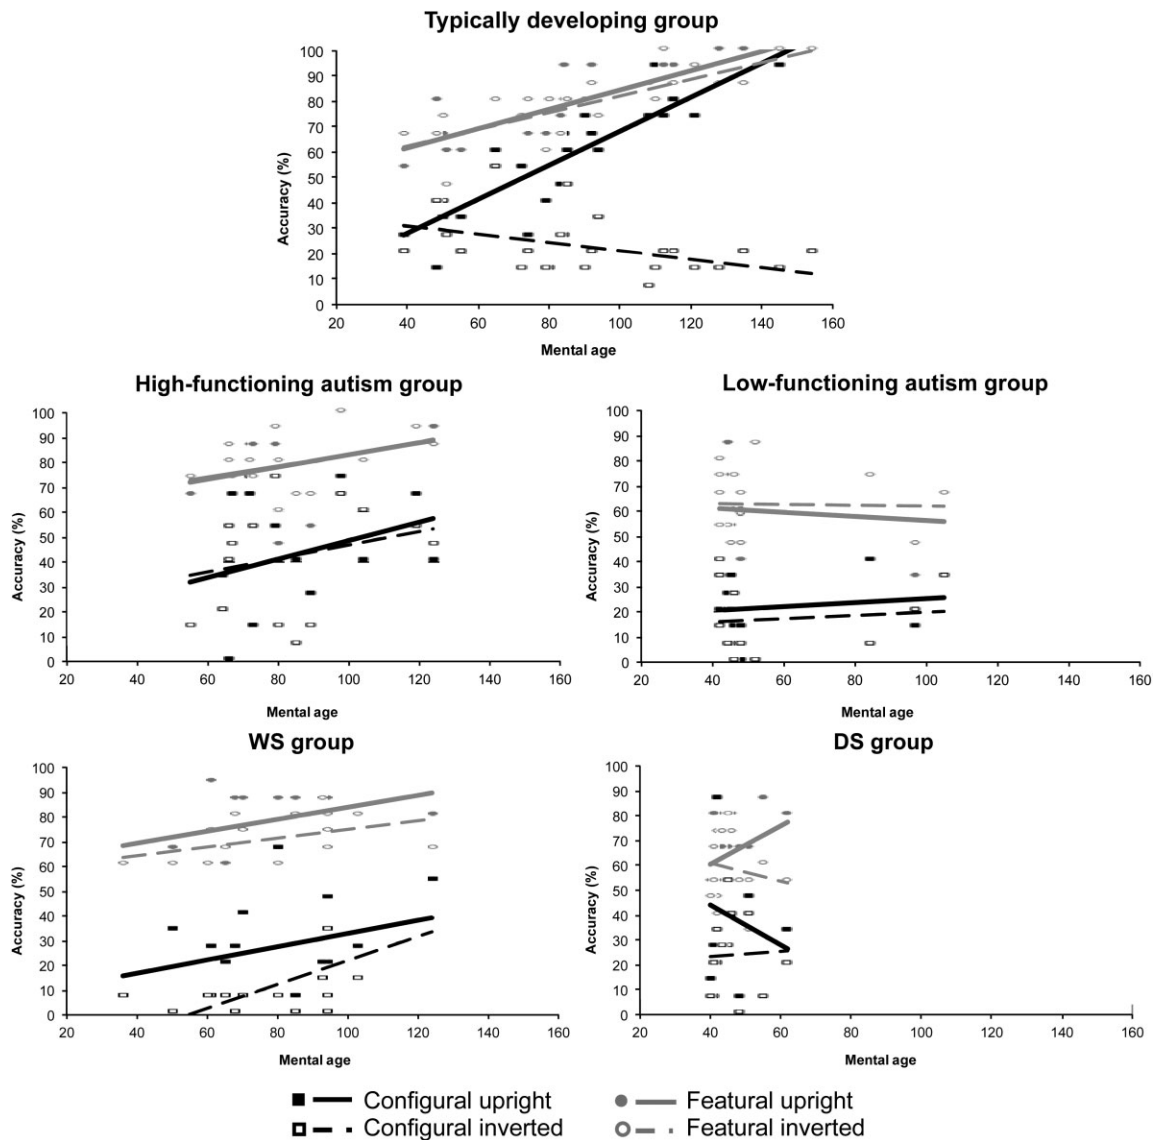 Typically developing group
Accuracy (%)
100
90
80
70
60
50
40
30
20
10
0
20 40 60 80 100 120 140 160
Mental age
High-functioning autism group
Accuracy (%)
100
90
80
70
60
50
40
30
20
10
0
20 40 60 80 100 120 140 160
Mental age
Low-functioning autism group
Accuracy (%)
100
90
80
70
60
50
40
30
20
10
0
20 40 60 80 100 120 140 160
Mental age
WS group
Accuracy (%)
100
90
80
70
60
50
40
30
20
10
0
20 40 60 80 100 120 140 160
Mental age
DS group
Accuracy (%)
100
90
80
70
60
50
40
30
20
10
0
20 40 60 80 100 120 140 160
Mental age
Configural upright
Featural upright
Configural inverted
Featural inverted